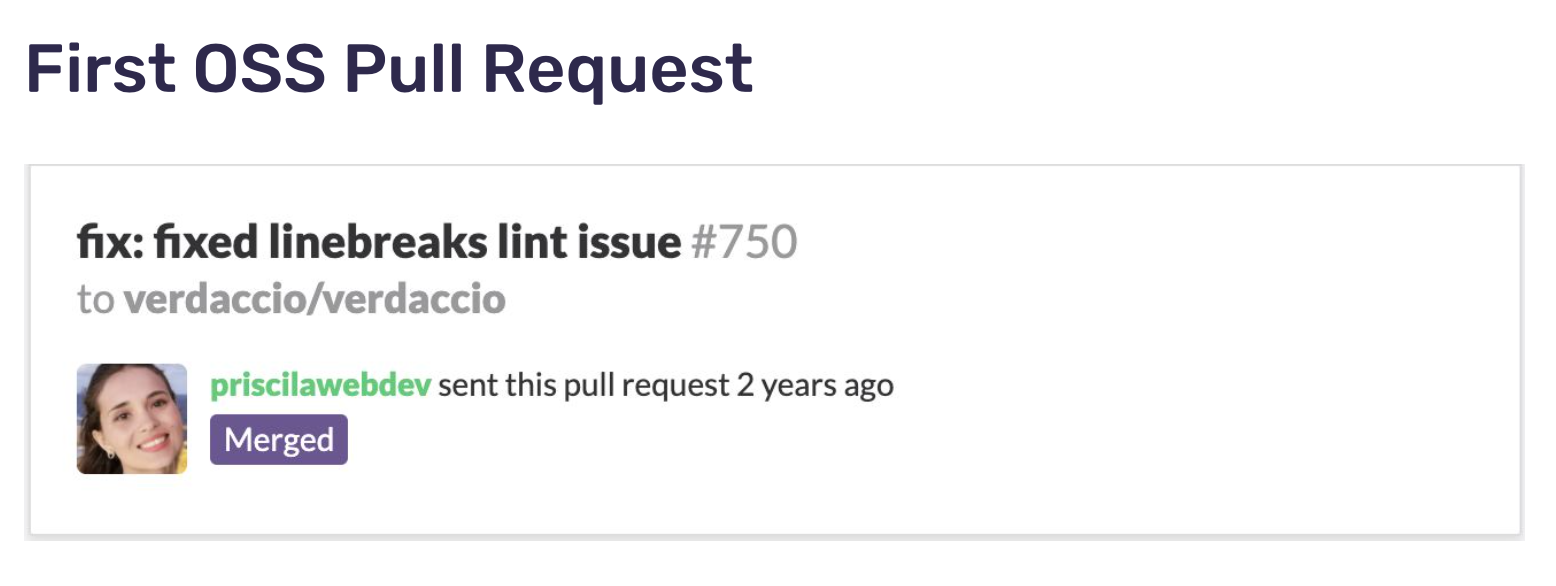 First OSS Pull Request
fix: fixed linebreaks lint issue #750
to verdaccio/verdaccio
priscilawebdev sent this pull request 2 years ago
Merged